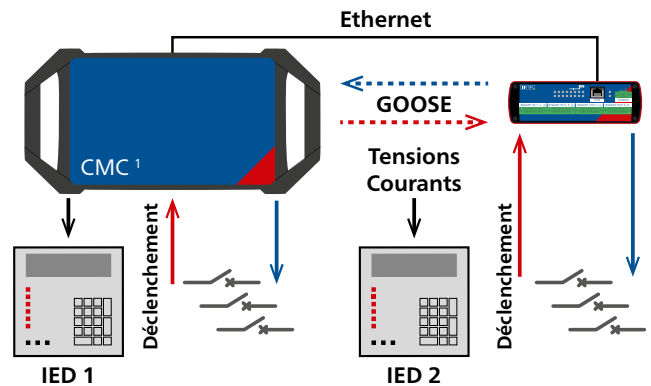 Ethernet
GOOSE
CMC 1
Tensions
Courants
Déclenchement
Déclenchement
IED 1
IED 2